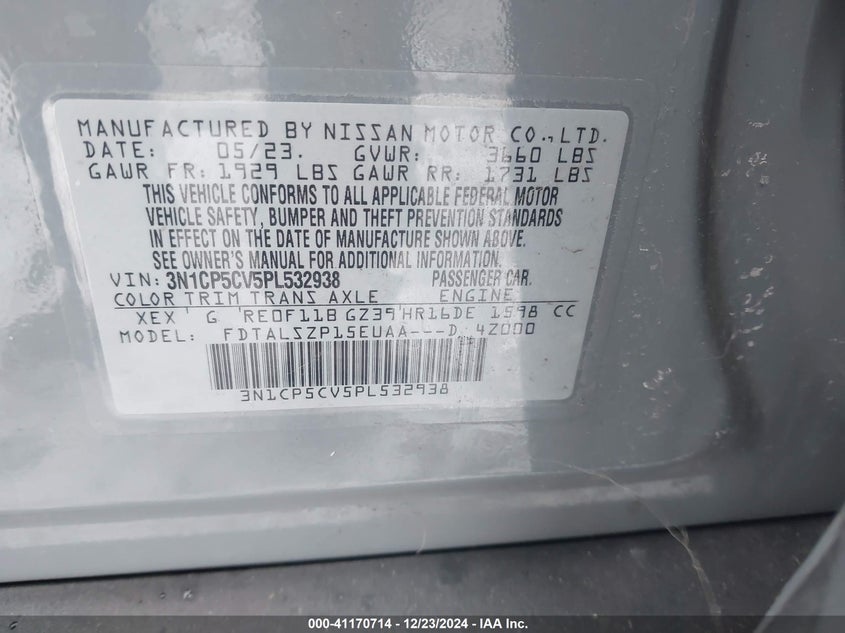 MANUFACTURED BY NISSAN MOTOR CO., LTD.
DATE: 05/23. GVWR: 3660 LBS
GAWR FR: 1929 LBS GAWR RR: 1731 LBS
THIS VEHICLE CONFORMS TO ALL APPLICABLE FEDERAL MOTOR
VEHICLE SAFETY, BUMPER AND THEFT PREVENTION STANDARDS
IN EFFECT ON THE DATE OF MANUFACTURE SHOWN ABOVE.
SEE OWNER'S MANUAL FOR ADDITIONAL INFORMATION.
VIN: 3N1CP5CV5PL532938 PASSENGER CAR.
COLOR TRIM TRANS AXLE ENGINE
XEX G RE0F11B GZ39 HR16DE 1598 CC
MODEL: FDTALSZP15EUAA---D 4Z000
3N1CP5CV5PL532938
000-41170714 - 12/23/2024 - IAA Inc.